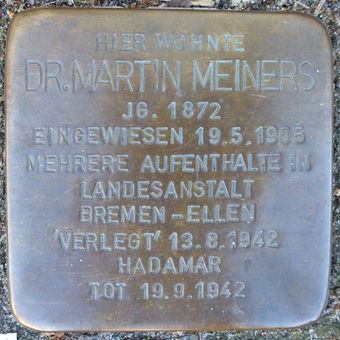 HIER WOHNTE
DR. MARTIN MEINERS
JG. 1872
EINGEWIESEN 19.5.1905
MEHRERE AUFENTHALTE IN
LANDESANSTALT
BREMEN-ELLEN
'VERLEGT' 13.8.1942
HADAMAR
TOT 19.9.1942